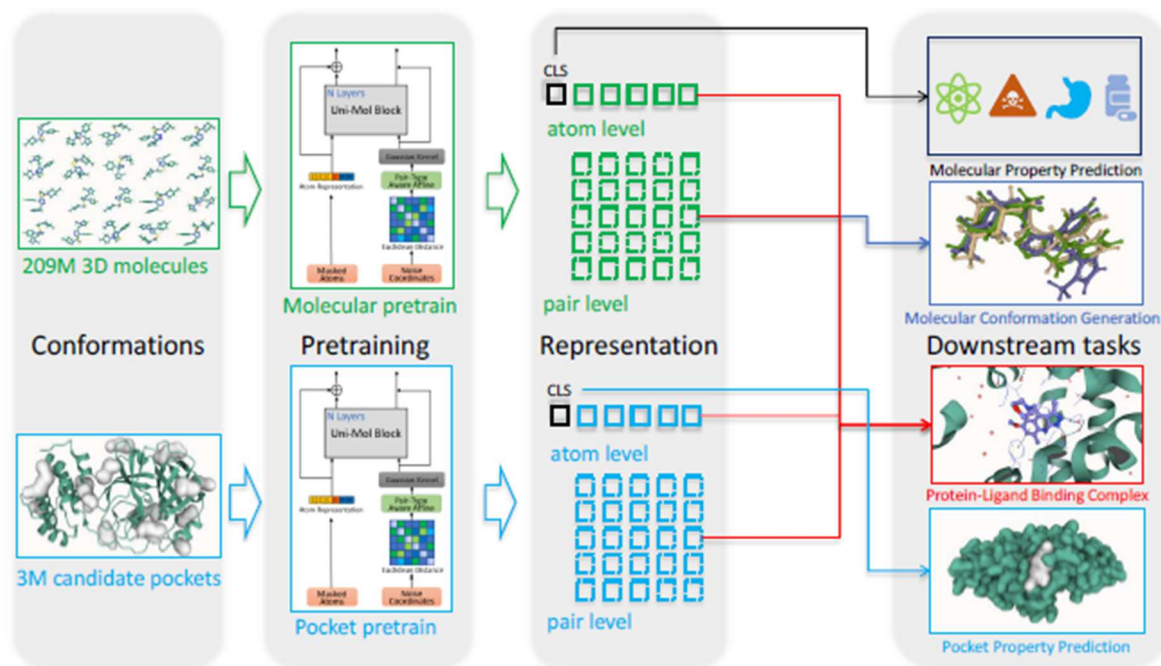 209M 3D molecules
Conformations
3M candidate pockets
N Layers
Uni-Mol Block
Gaussian Kernel
Atom Representation
Pair-Type
Aware Affine
Euclidean Distance
Masked
Atoms
Noise
Coordinates
Molecular pretrain
Pretraining
N Layers
Uni-Mol Block
Gaussian Kernel
Atom Representation
Pair-Type
Aware Affine
Euclidean Distance
Masked
Atoms
Noise
Coordinates
Pocket pretrain
CLS
atom level
pair level
Representation
CLS
atom level
pair level
Molecular Property Prediction
Molecular Conformation Generation
Downstream tasks
Protein-Ligand Binding Complex
Pocket Property Prediction